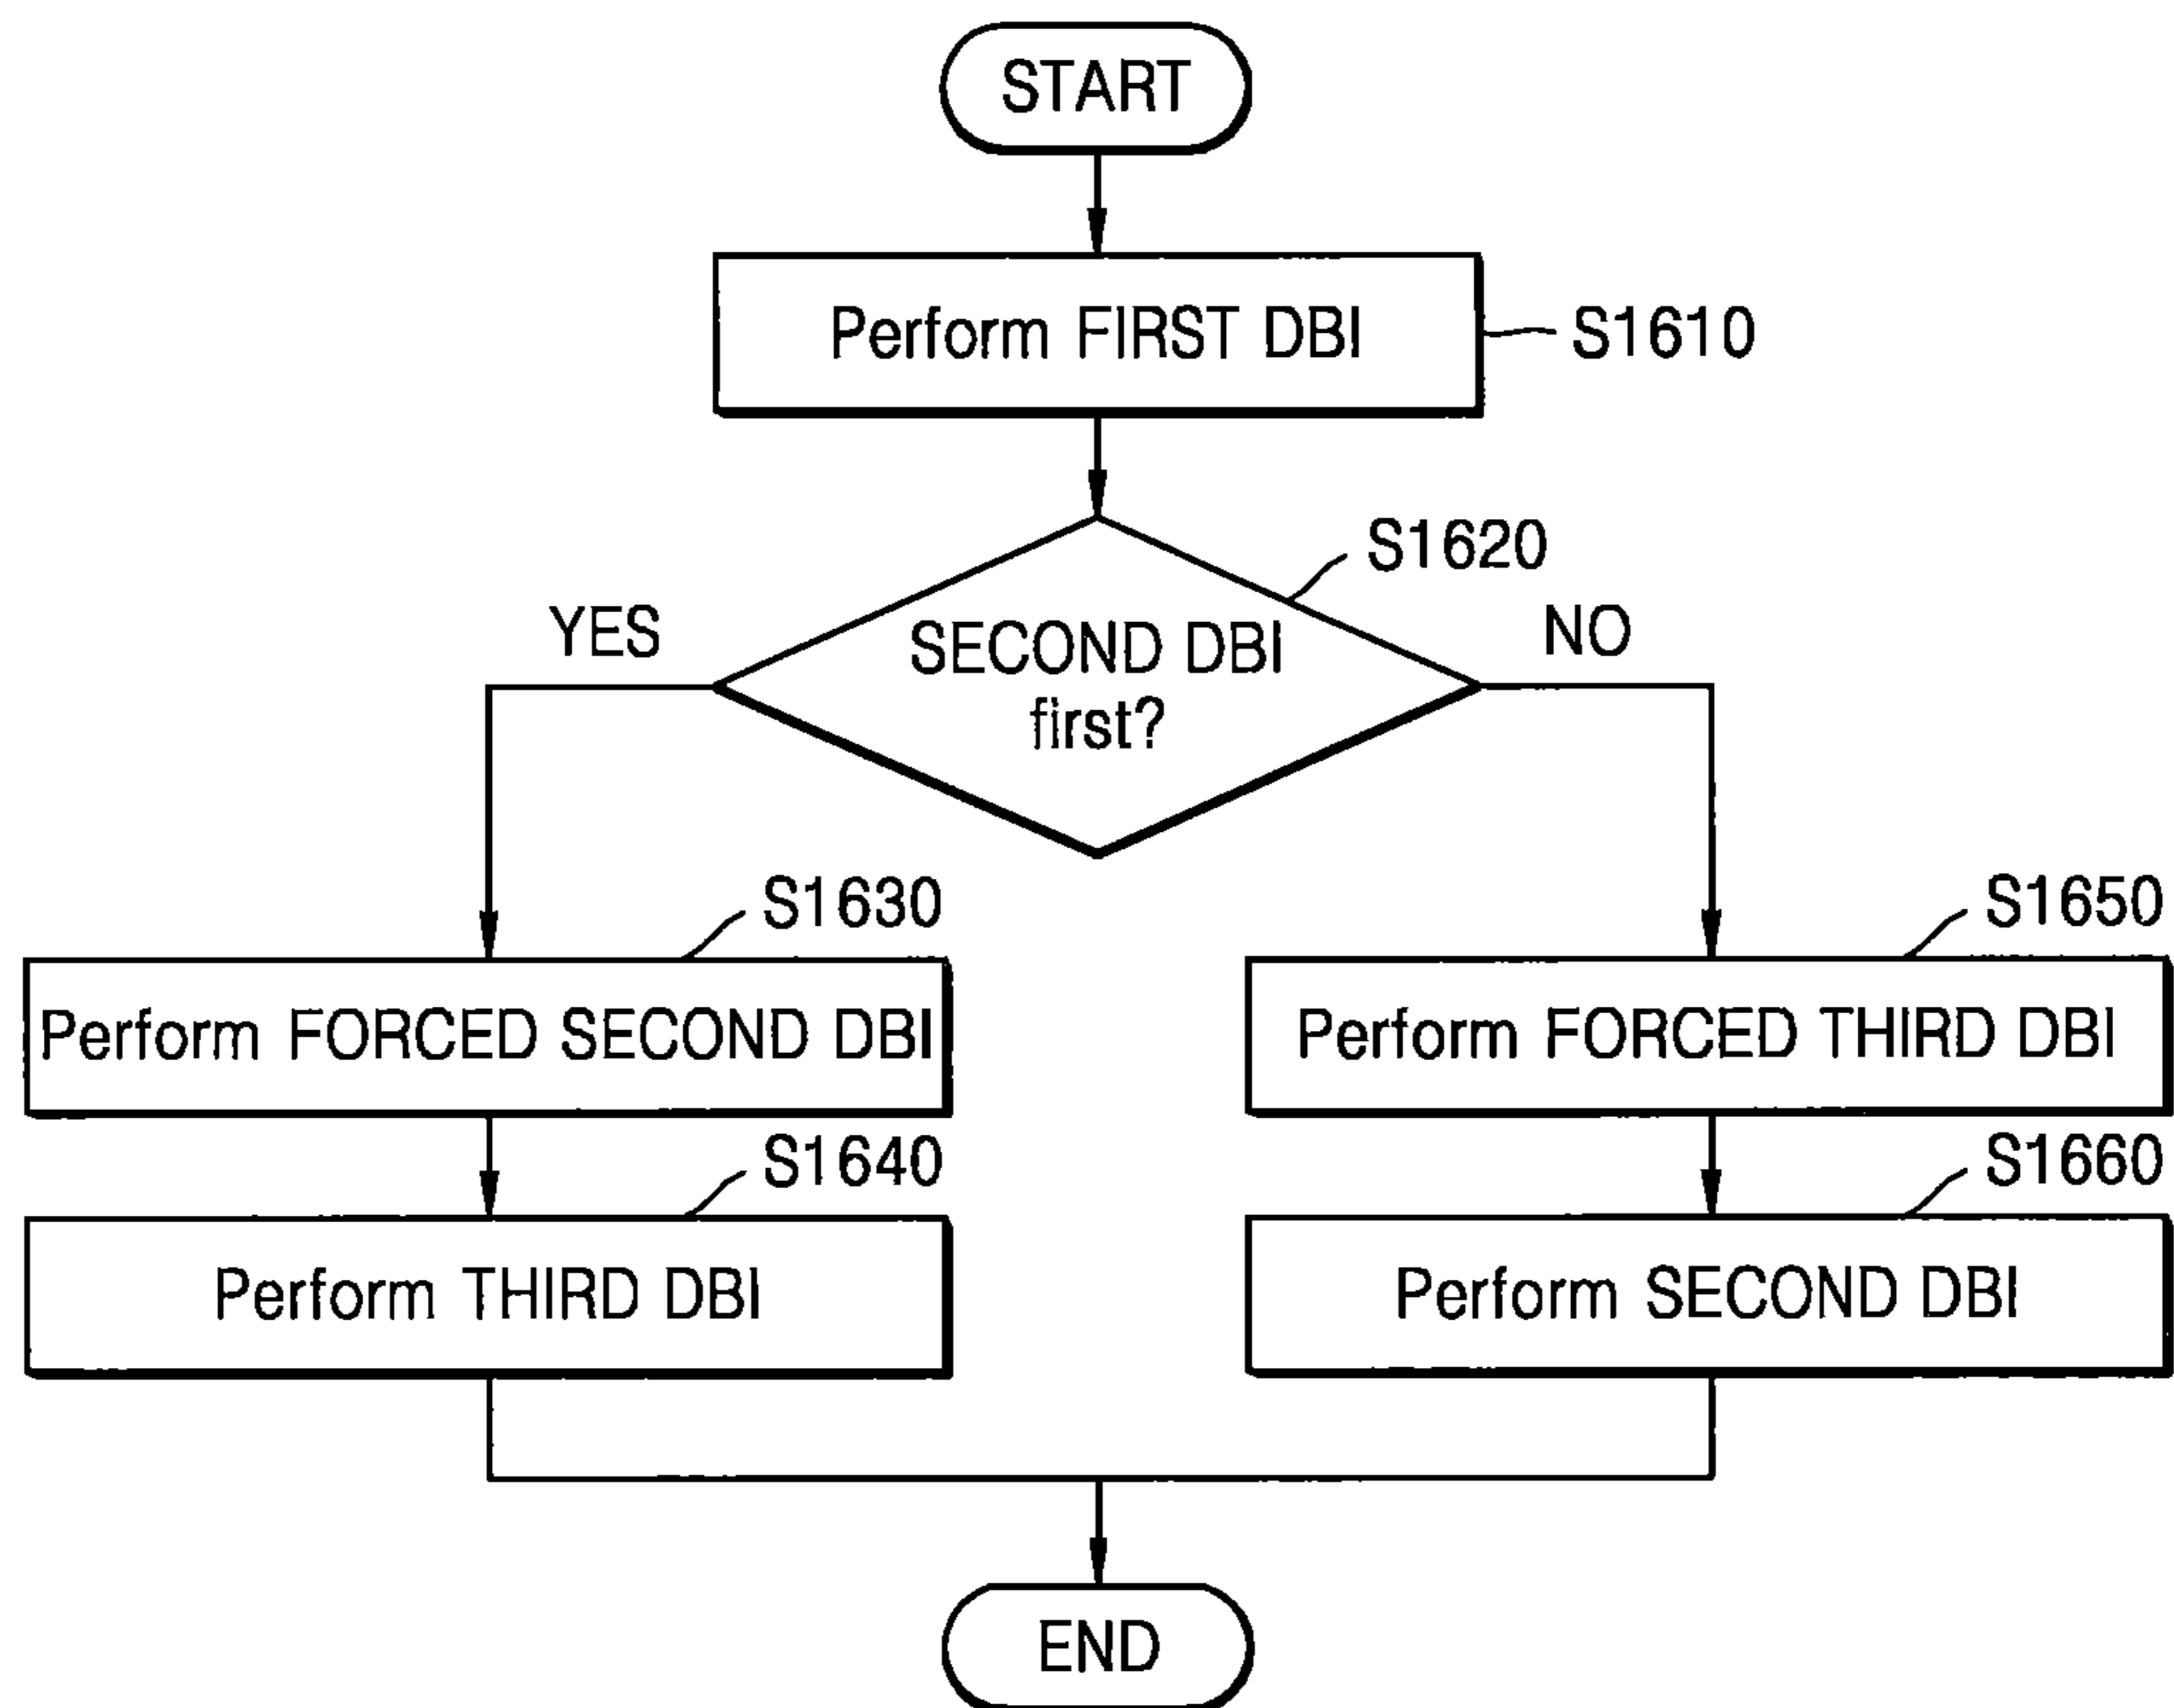 START
Perform FIRST DBI
S1610
S1620
YES
SECOND DBI
first?
NO
S1630
Perform FORCED SECOND DBI
S1650
Perform FORCED THIRD DBI
S1640
Perform THIRD DBI
S1660
Perform SECOND DBI
END